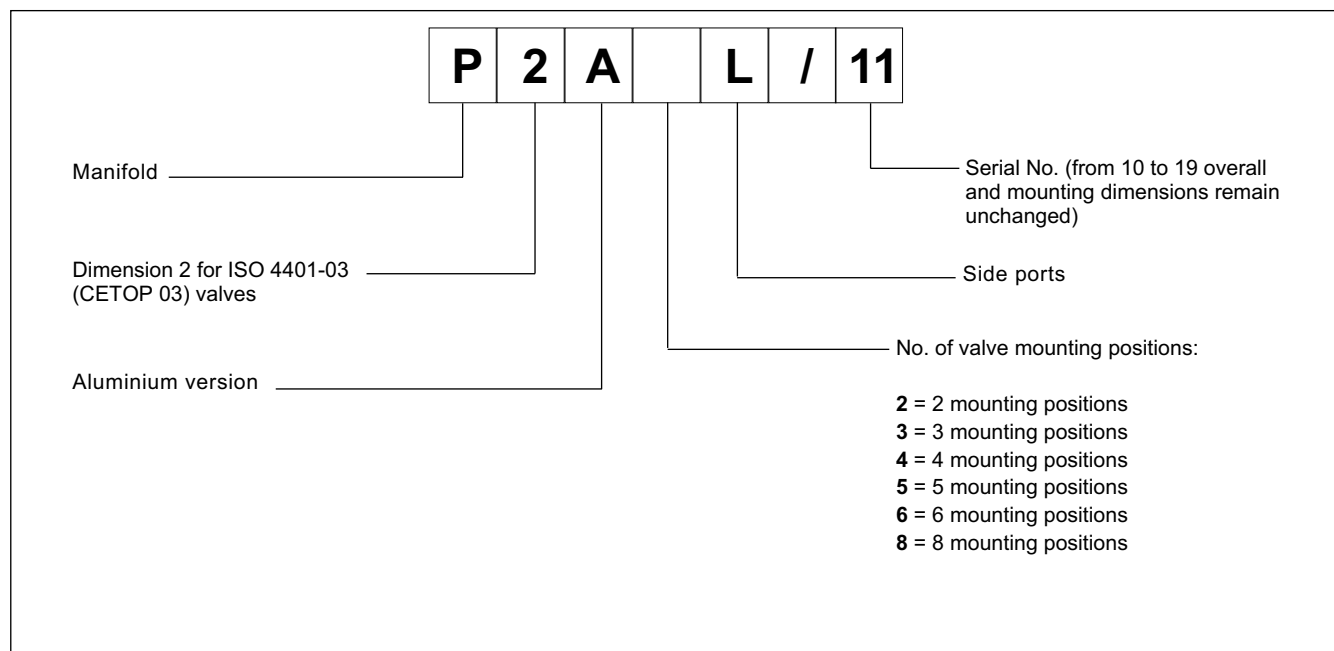 P 2 A L / 11
Manifold
Serial No. (from 10 to 19 overall
and mounting dimensions remain
unchanged)
Dimension 2 for ISO 4401-03
(CETOP 03) valves
Side ports
No. of valve mounting positions:
Aluminium version
2 = 2 mounting positions
3 = 3 mounting positions
4 = 4 mounting positions
5 = 5 mounting positions
6 = 6 mounting positions
8 = 8 mounting positions